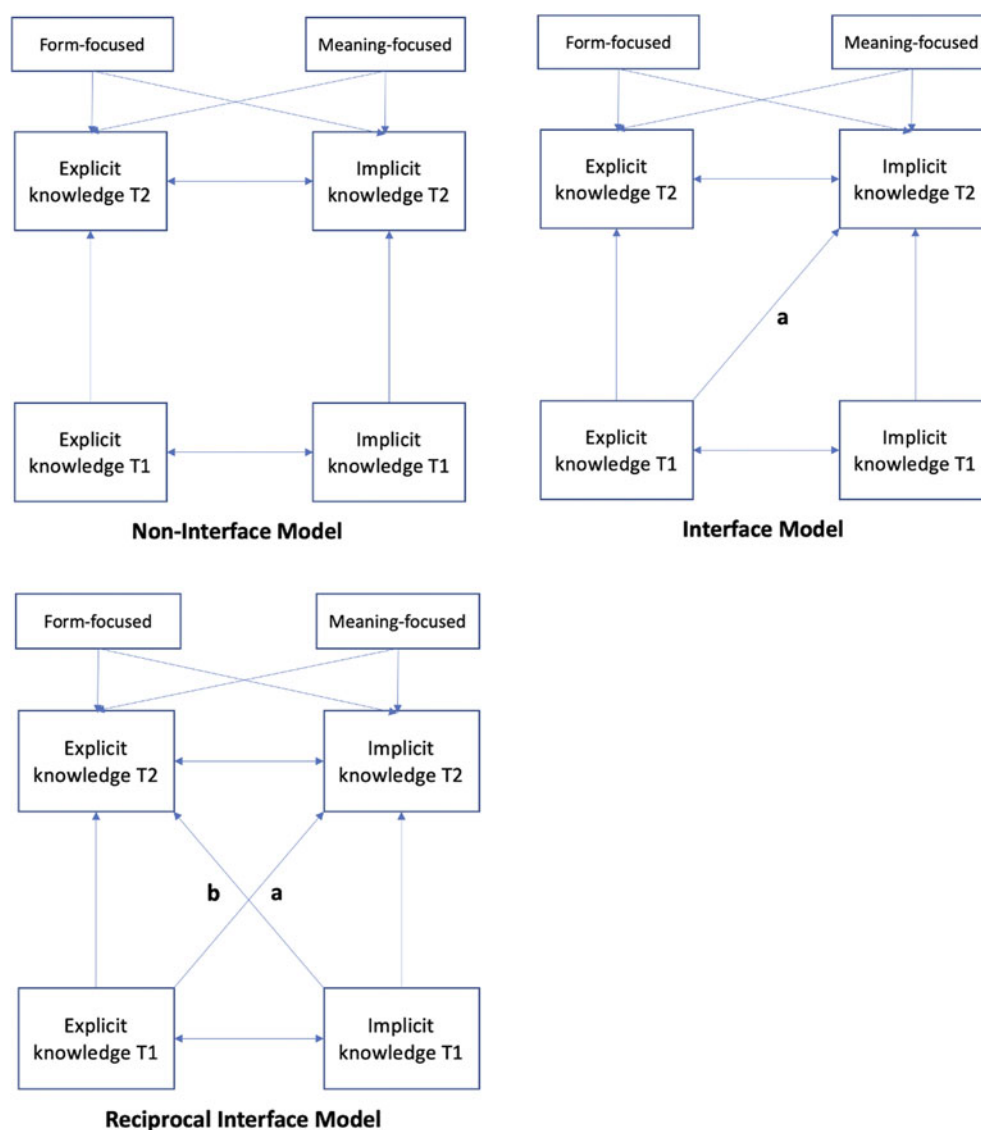 Form-focused
Meaning-focused
Explicit
knowledge T2
Implicit
knowledge T2
Explicit
knowledge T1
Implicit
knowledge T1
Non-Interface Model
Form-focused
Meaning-focused
Explicit
knowledge T2
Implicit
knowledge T2
a
Explicit
knowledge T1
Implicit
knowledge T1
Interface Model
Form-focused
Meaning-focused
Explicit
knowledge T2
Implicit
knowledge T2
b
a
Explicit
knowledge T1
Implicit
knowledge T1
Reciprocal Interface Model